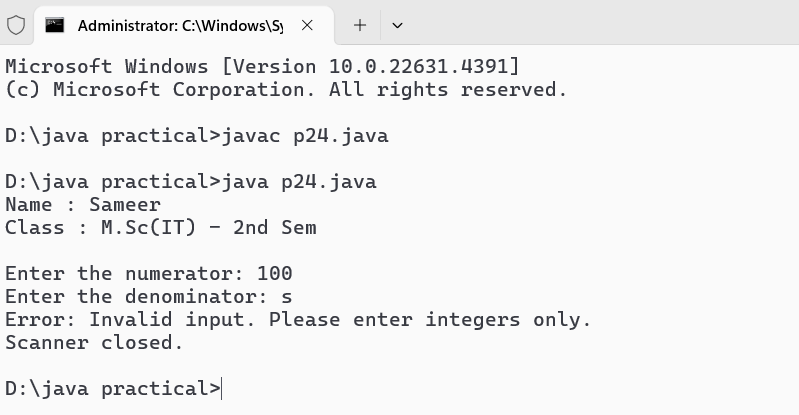 Administrator: C:\Windows\Sy
Microsoft Windows [Version 10.0.22631.4391]
(c) Microsoft Corporation. All rights reserved.
D:\java practical>javac p24.java
D:\java practical>java p24.java
Name : Sameer
Class : M.Sc(IT) - 2nd Sem
Enter the numerator: 100
Enter the denominator: s
Error: Invalid input. Please enter integers only.
Scanner closed.
D:\java practical>